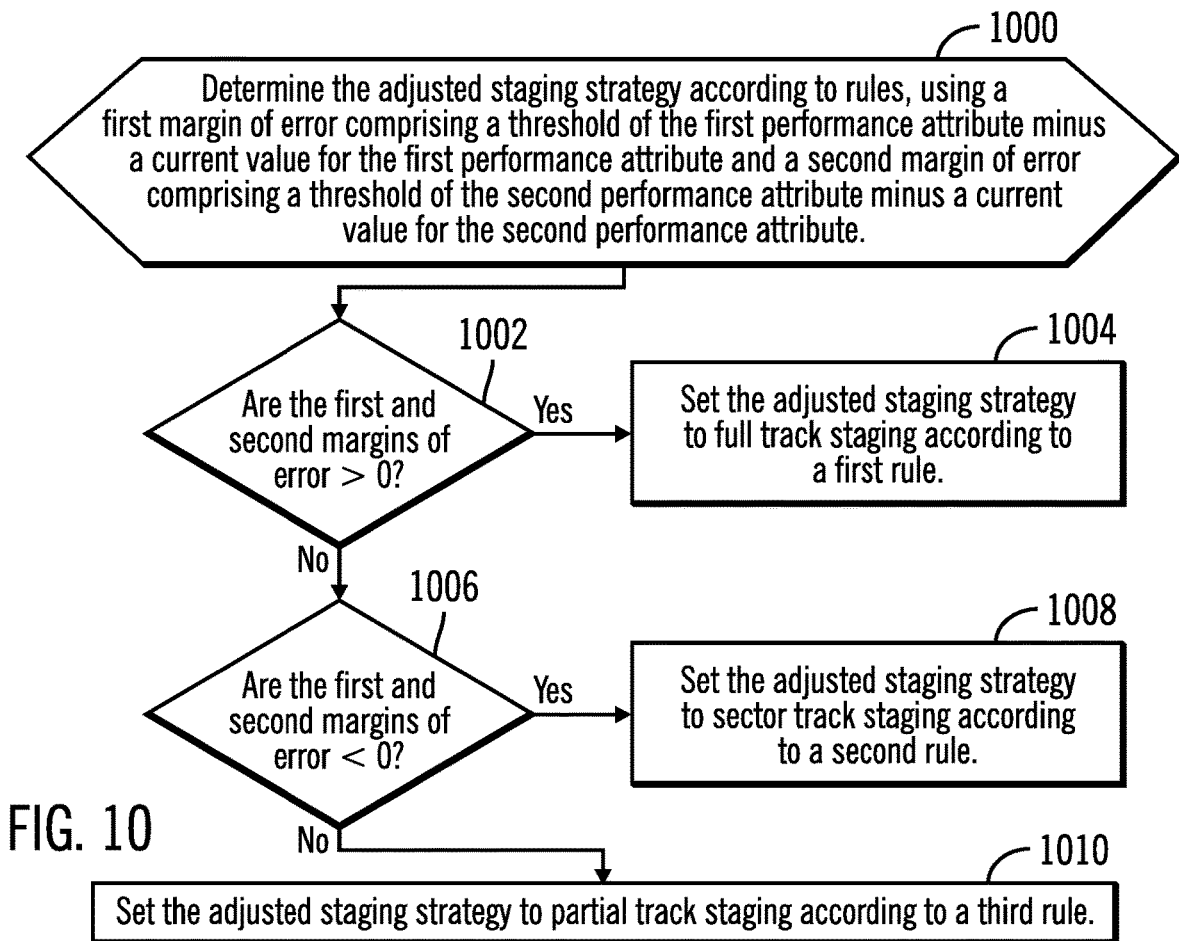 1000
Determine the adjusted staging strategy according to rules, using a
first margin of error comprising a threshold of the first performance attribute minus
a current value for the first performance attribute and a second margin of error
comprising a threshold of the second performance attribute minus a current
value for the second performance attribute.
1002
Are the first and
second margins of
error > 0?
Yes
1004
Set the adjusted staging strategy
to full track staging according to
a first rule.
No
1006
Are the first and
second margins of
error < 0?
Yes
1008
Set the adjusted staging strategy
to sector track staging according
to a second rule.
FIG. 10
No
1010
Set the adjusted staging strategy to partial track staging according to a third rule.